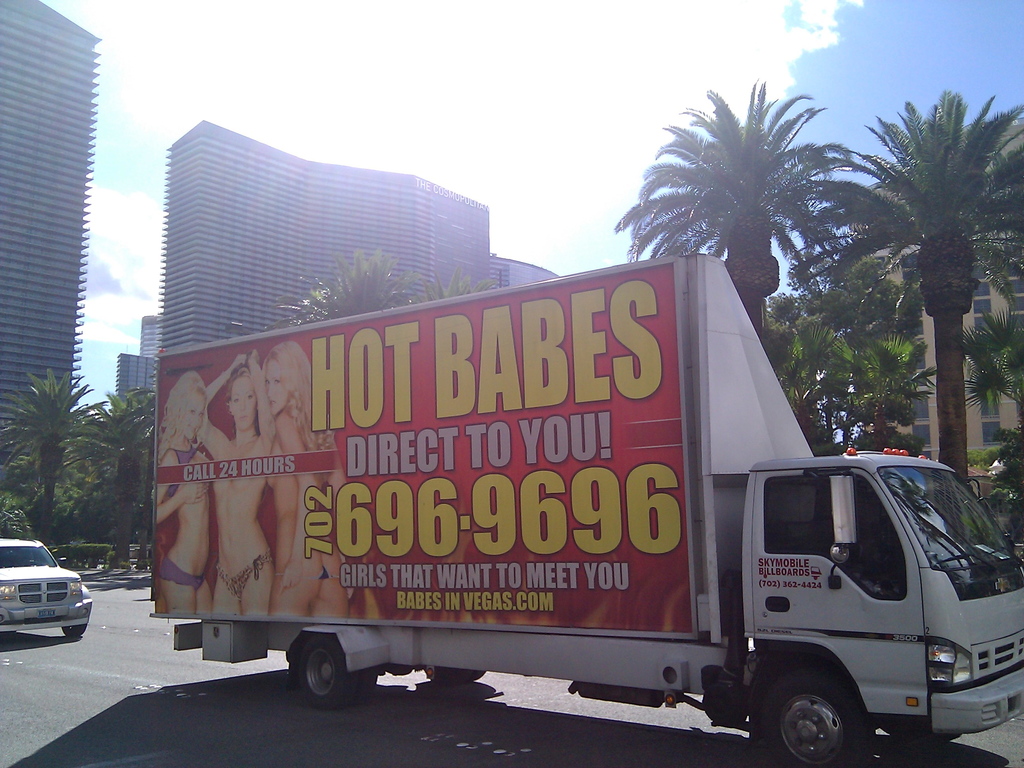 THE COSMOPOLITAN
HOT BABES
DIRECT TO YOU!
CALL 24 HOURS
702 696-9696
GIRLS THAT WANT TO MEET YOU
BABES IN VEGAS.COM
SKYMOBILE
BILLBOARDS
(702) 362-4424
3500